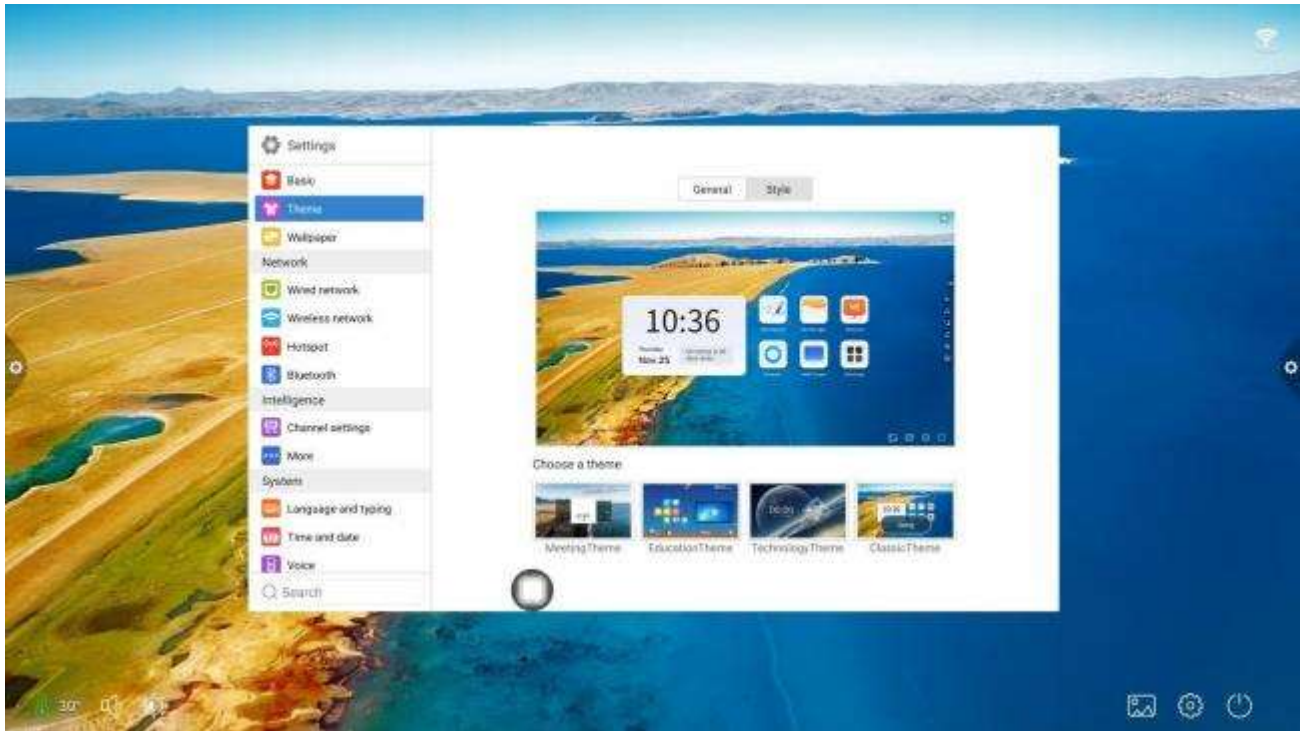 Settings
Basic
Theme
Wallpaper
Network
Wired network
Wireless network
Hotspot
Bluetooth
Intelligence
Channel settings
More
System
Language and typing
Time and date
Voice
Search
General
Style
10:36
Nov 25
Choose a theme
MeetingTheme
EducationTheme
TechnologyTheme
ClassicTheme
30°